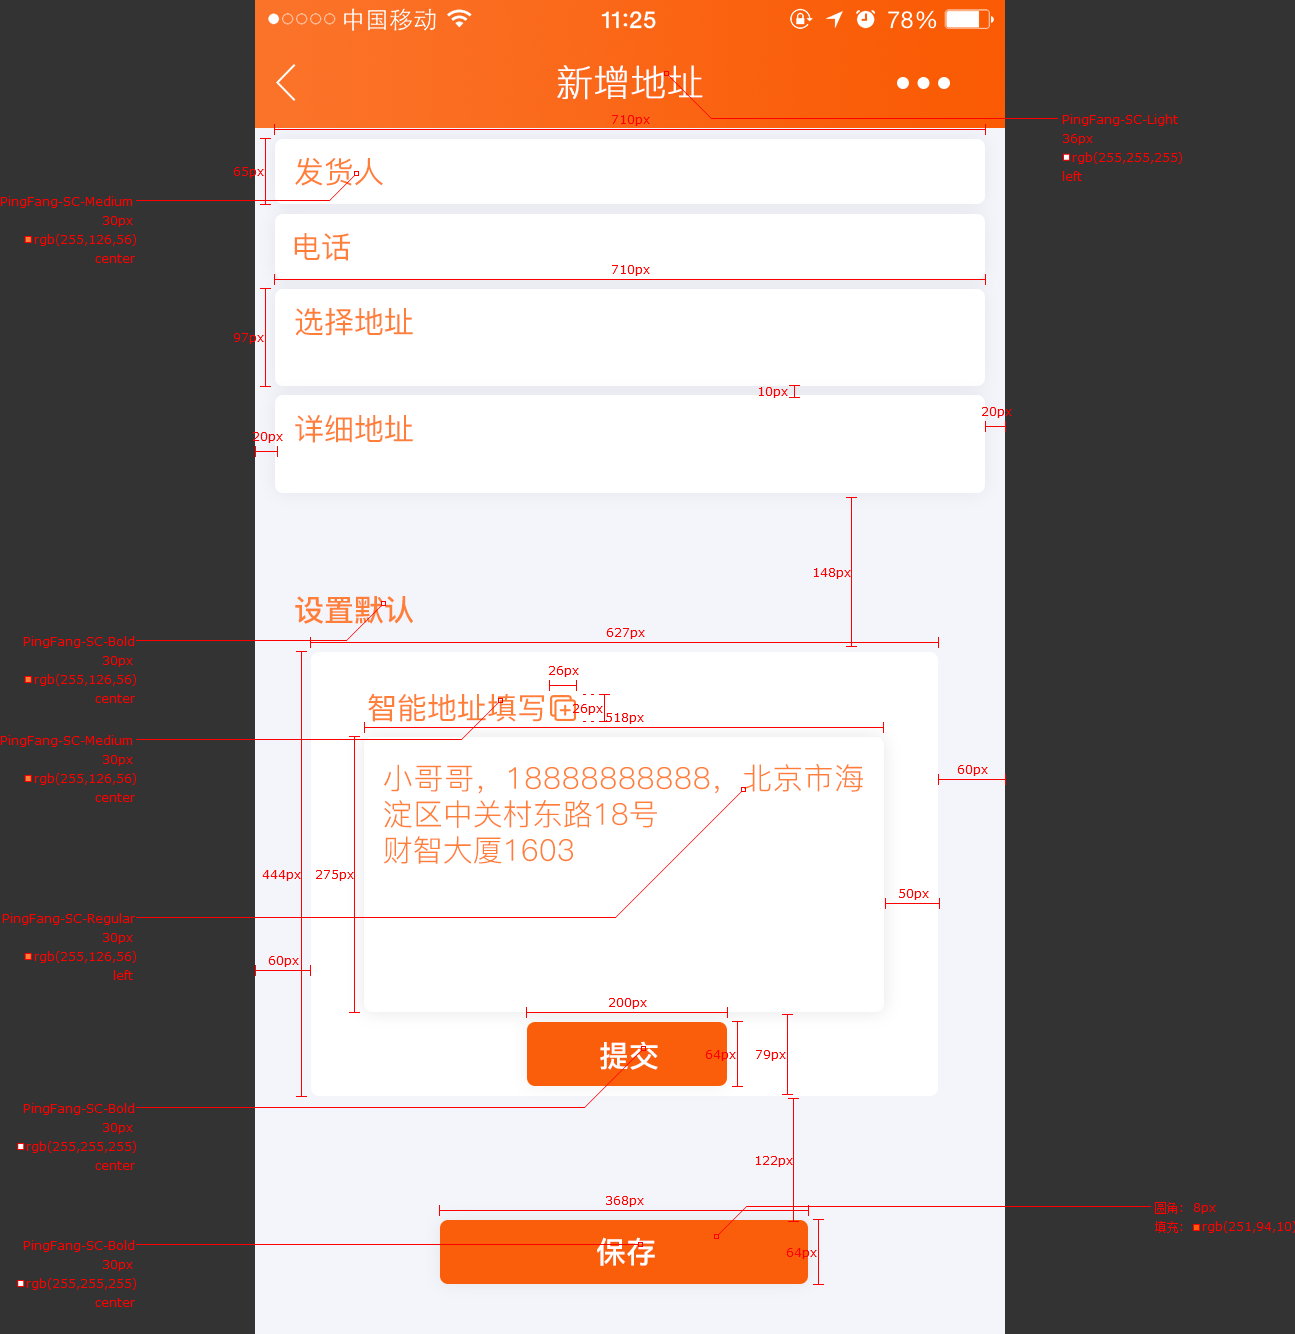 中国移动
11:25
78%
新增地址
710px
PingFang-SC-Light
36px
rgb(255,255,255)
left
65px
发货人
PingFang-SC-Medium
30px
rgb(255,126,56)
center
电话
710px
97px
选择地址
10px
20px
20px
详细地址
148px
设置默认
PingFang-SC-Bold
30px
rgb(255,126,56)
center
627px
26px
智能地址填写
26px
518px
PingFang-SC-Medium
30px
rgb(255,126,56)
center
小哥哥，18888888888，北京市海
淀区中关村东路18号
财智大厦1603
60px
444px
275px
50px
PingFang-SC-Regular
30px
rgb(255,126,56)
left
60px
200px
提交
64px
79px
PingFang-SC-Bold
30px
rgb(255,255,255)
center
122px
368px
圆角：8px
填充：rgb(251,94,10)
保存
64px
PingFang-SC-Bold
30px
rgb(255,255,255)
center